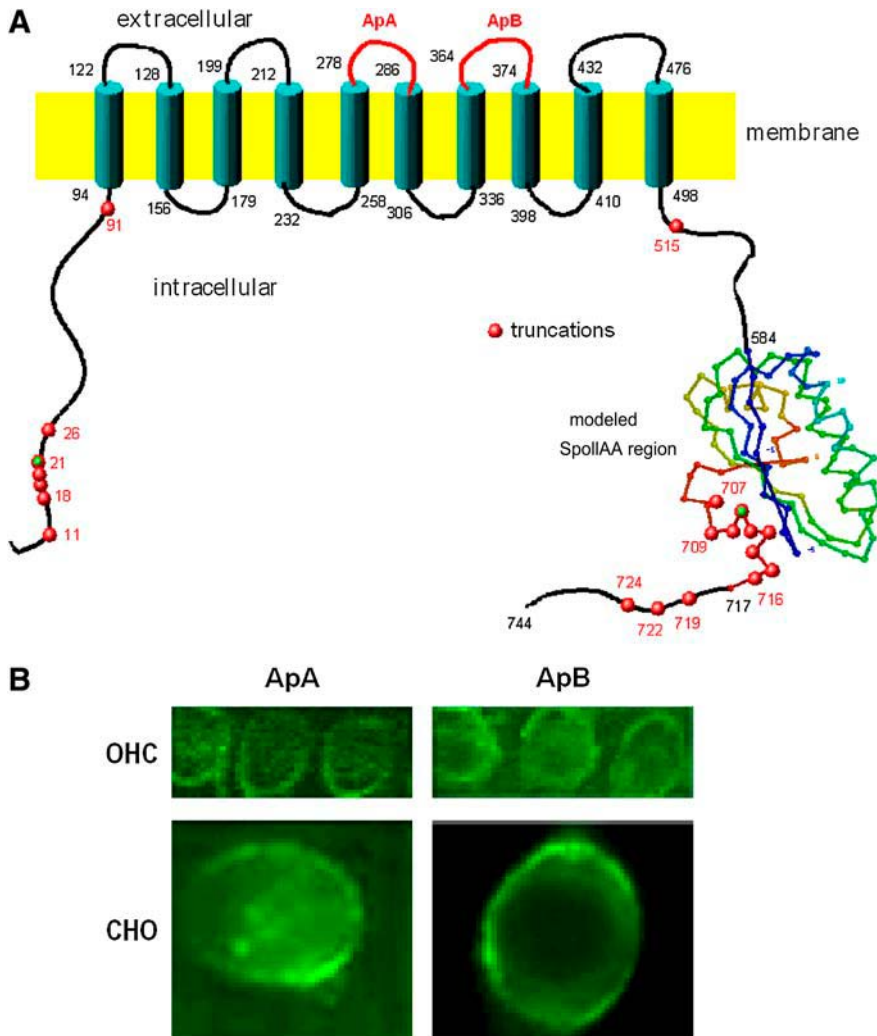 A
extracellular ApA ApB
122 128 199 212 278 286 364 374 432 476
membrane
94 156 179 232 258 306 336 398 410 498
91 515
intracellular
truncations
584
modeled
SpoIIAA region
26
21
18
11
707
709
724 722 719 717 716
744
B
ApA ApB
OHC
CHO